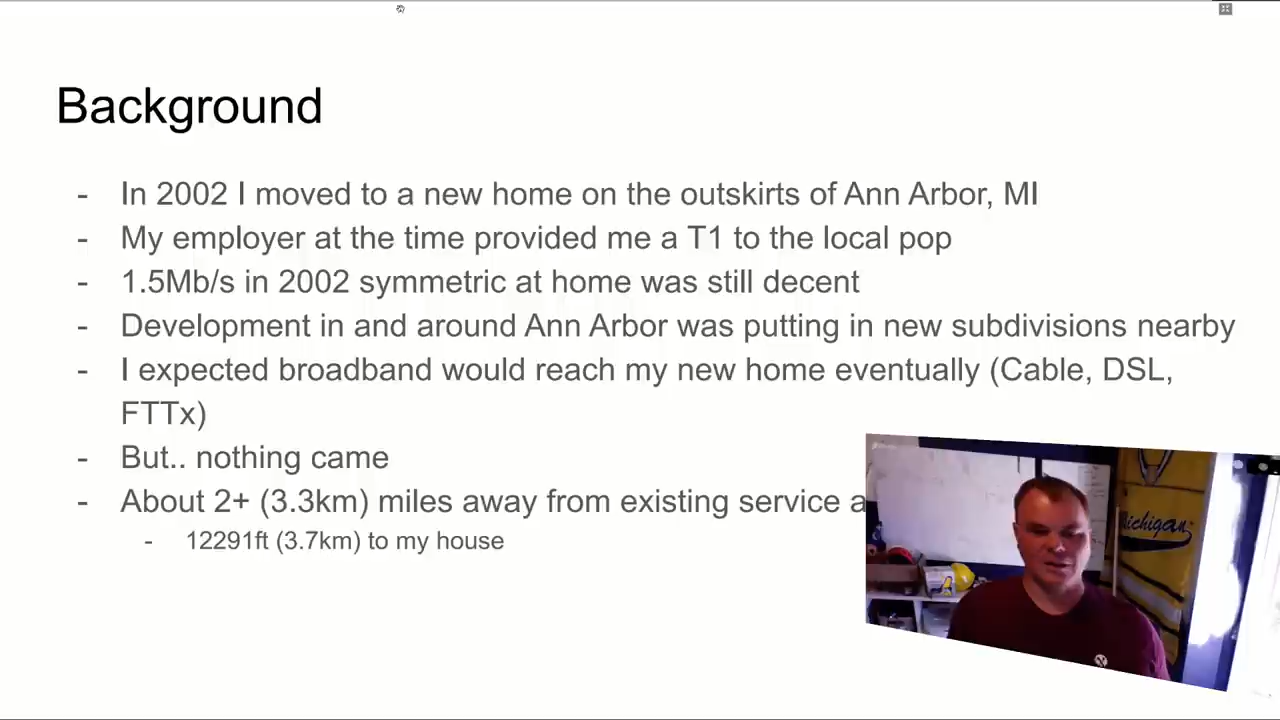 Background
- In 2002 I moved to a new home on the outskirts of Ann Arbor, MI
- My employer at the time provided me a T1 to the local pop
- 1.5Mb/s in 2002 symmetric at home was still decent
- Development in and around Ann Arbor was putting in new subdivisions nearby
- I expected broadband would reach my new home eventually (Cable, DSL,
FTTx)
- But.. nothing came
- About 2+ (3.3km) miles away from existing service a
- 12291ft (3.7km) to my house
Michigan